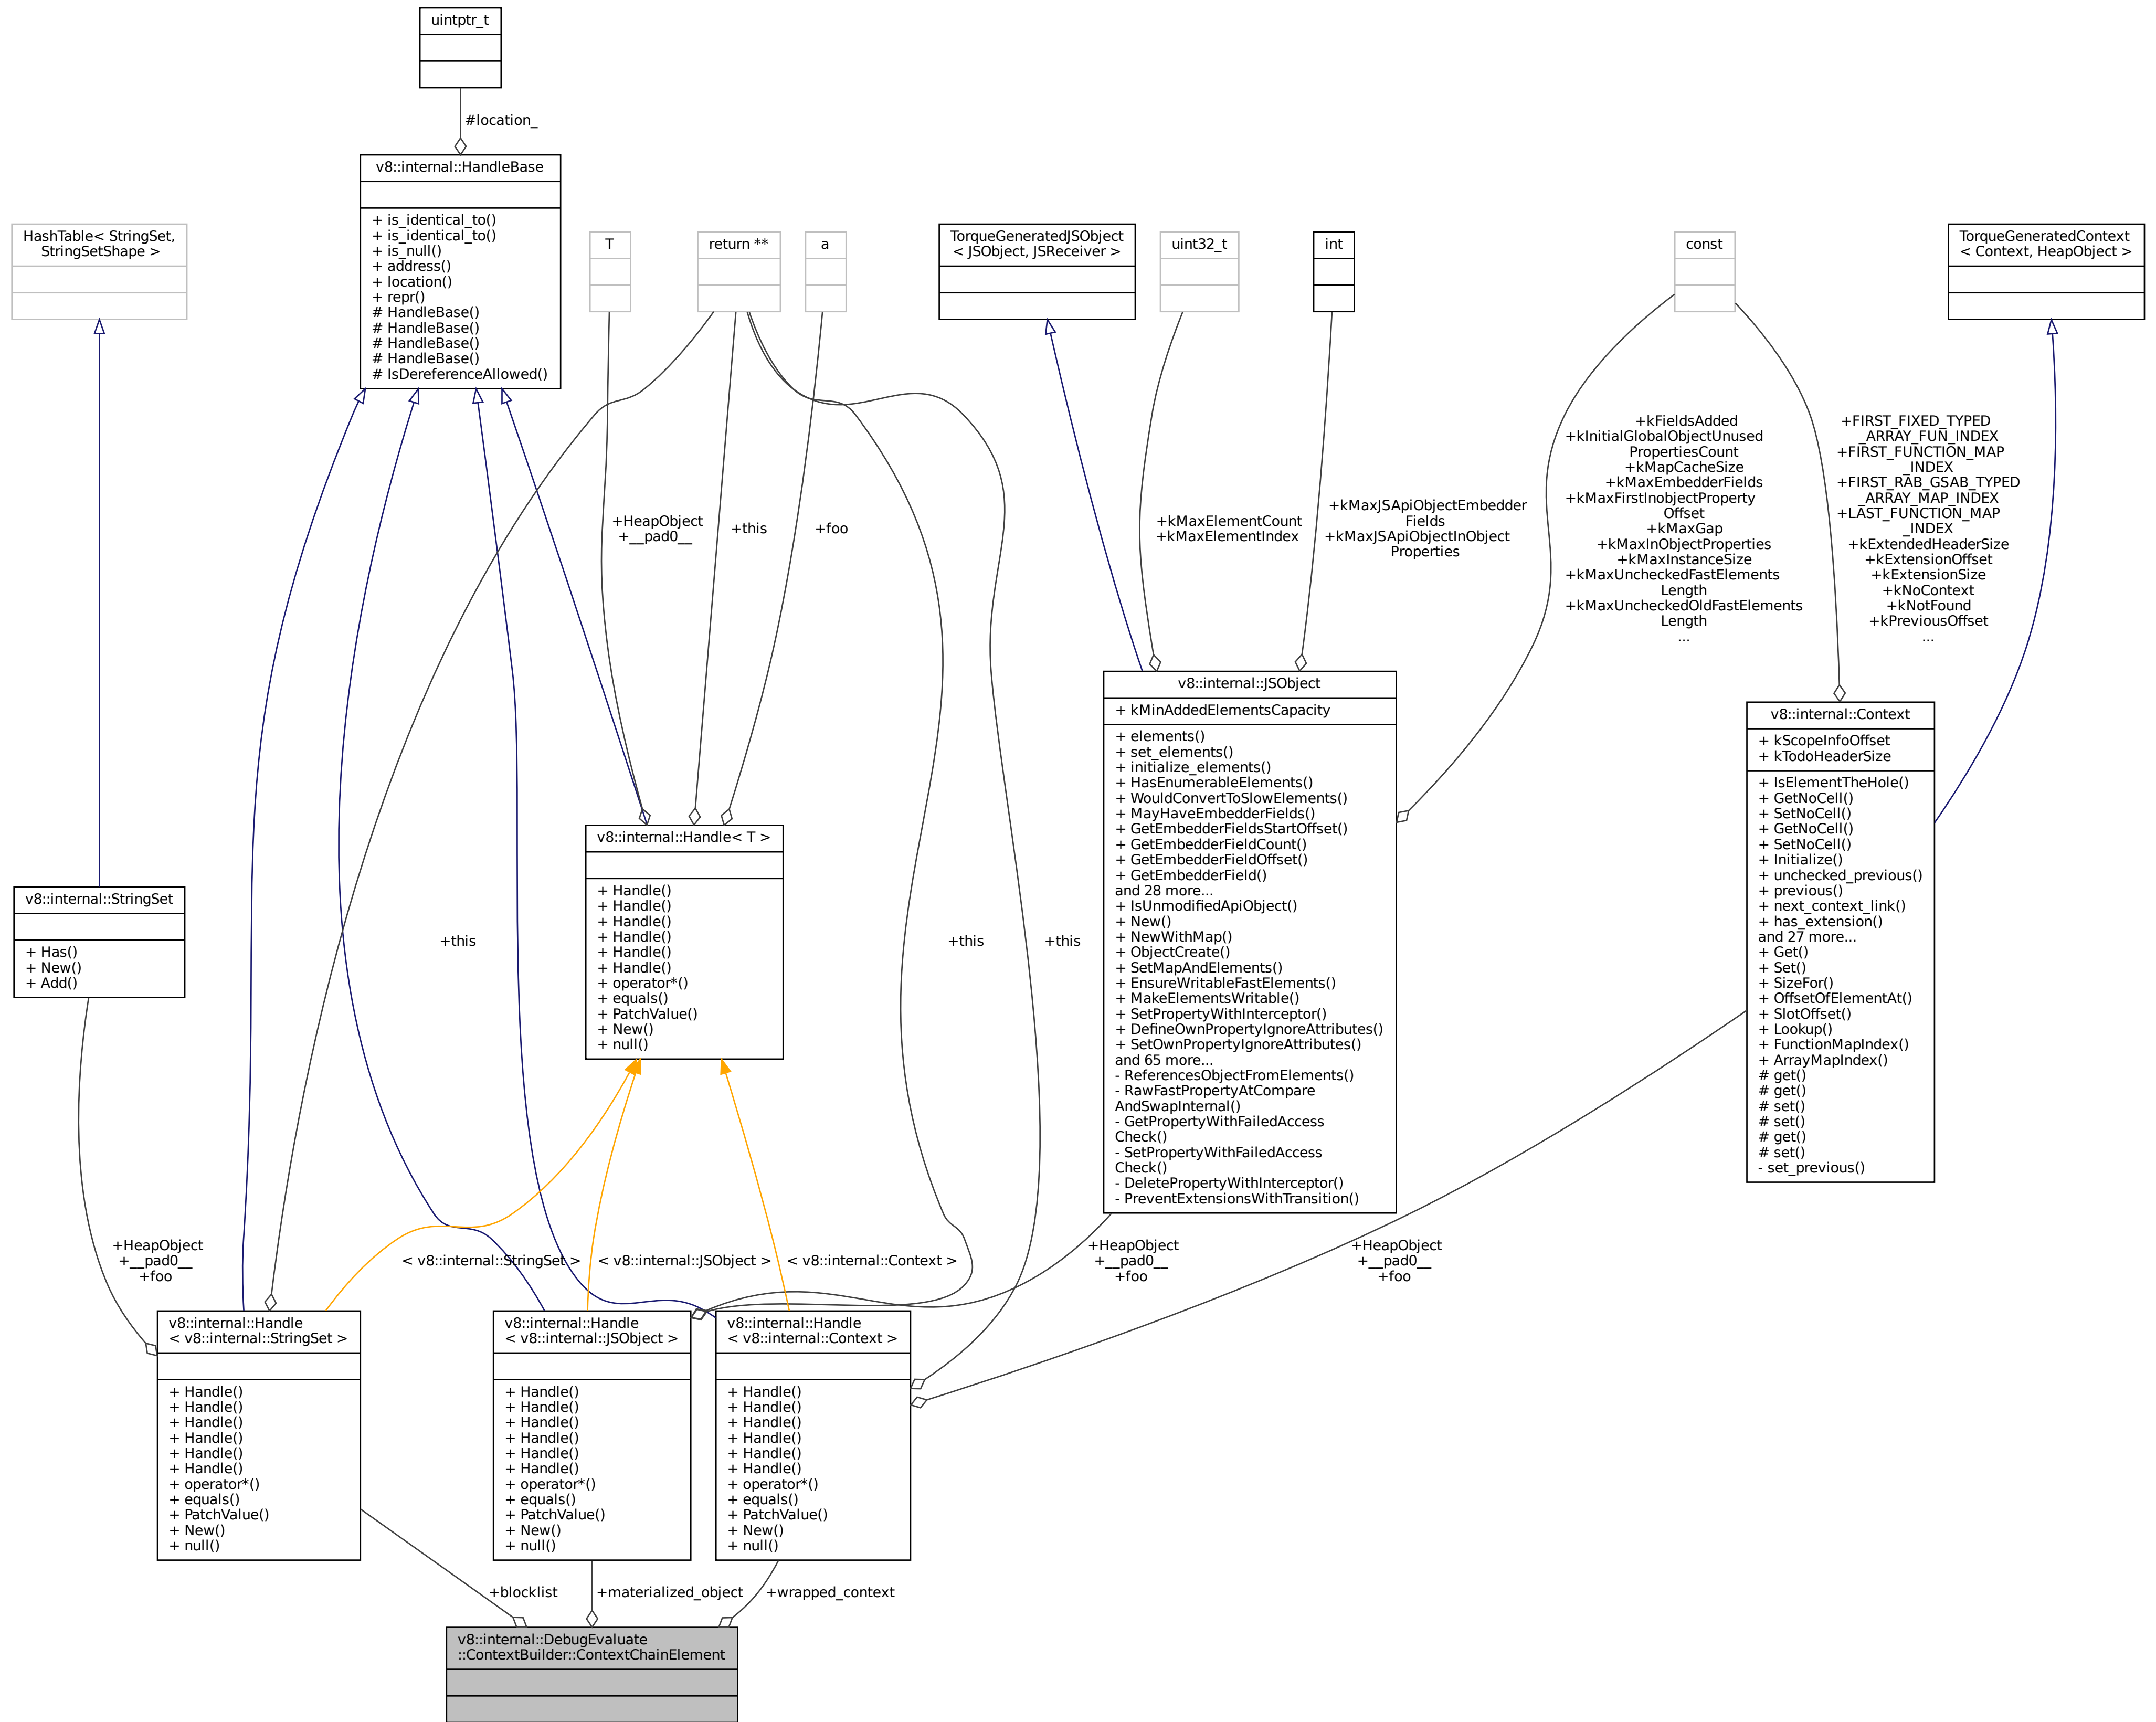 uintptr_t
#location_
v8::internal::HandleBase
+ is_identical_to()
+ is_identical_to()
+ is_null()
+ address()
+ location()
+ repr()
# HandleBase()
# HandleBase()
# HandleBase()
# HandleBase()
# IsDereferenceAllowed()
HashTable< StringSet,
StringSetShape >
T
return **
a
TorqueGeneratedJSObject
< JSObject, JSReceiver >
uint32_t
int
const
TorqueGeneratedContext
< Context, HeapObject >
+HeapObject
+__pad0__
+this
+foo
+kMaxElementCount
+kMaxElementIndex
+kMaxJSApiObjectEmbedder
Fields
+kMaxJSApiObjectInObject
Properties
+kFieldsAdded
+kInitialGlobalObjectUnused
PropertiesCount
+kMapCacheSize
+kMaxEmbedderFields
+kMaxFirstInobjectProperty
Offset
+kMaxGap
+kMaxInObjectProperties
+kMaxInstanceSize
+kMaxUncheckedFastElements
Length
+kMaxUncheckedOldFastElements
Length
...
+FIRST_FIXED_TYPED
_ARRAY_FUN_INDEX
+FIRST_FUNCTION_MAP
_INDEX
+FIRST_RAB_GSAB_TYPED
_ARRAY_MAP_INDEX
+LAST_FUNCTION_MAP
_INDEX
+kExtendedHeaderSize
+kExtensionOffset
+kExtensionSize
+kNoContext
+kNotFound
+kPreviousOffset
...
v8::internal::StringSet
+ Has()
+ New()
+ Add()
v8::internal::Handle< T >
+ Handle()
+ Handle()
+ Handle()
+ Handle()
+ Handle()
+ Handle()
+ operator*()
+ equals()
+ PatchValue()
+ New()
+ null()
v8::internal::JSObject
+ kMinAddedElementsCapacity
+ elements()
+ set_elements()
+ initialize_elements()
+ HasEnumerableElements()
+ WouldConvertToSlowElements()
+ MayHaveEmbedderFields()
+ GetEmbedderFieldsStartOffset()
+ GetEmbedderFieldCount()
+ GetEmbedderFieldOffset()
+ GetEmbedderField()
and 28 more...
+ IsUnmodifiedApiObject()
+ New()
+ NewWithMap()
+ ObjectCreate()
+ SetMapAndElements()
+ EnsureWritableFastElements()
+ MakeElementsWritable()
+ SetPropertyWithInterceptor()
+ DefineOwnPropertyIgnoreAttributes()
+ SetOwnPropertyIgnoreAttributes()
and 65 more...
- ReferencesObjectFromElements()
- RawFastPropertyAtCompare
AndSwapInternal()
- GetPropertyWithFailedAccess
Check()
- SetPropertyWithFailedAccess
Check()
- DeletePropertyWithInterceptor()
- PreventExtensionsWithTransition()
v8::internal::Context
+ kScopeInfoOffset
+ kTodoHeaderSize
+ IsElementTheHole()
+ GetNoCell()
+ SetNoCell()
+ GetNoCell()
+ SetNoCell()
+ Initialize()
+ unchecked_previous()
+ previous()
+ next_context_link()
+ has_extension()
and 27 more...
+ Get()
+ Set()
+ SizeFor()
+ OffsetOfElementAt()
+ SlotOffset()
+ Lookup()
+ FunctionMapIndex()
+ ArrayMapIndex()
# get()
# get()
# set()
# set()
# get()
# set()
- set_previous()
+this
+this
+this
+HeapObject
+__pad0__
+foo
< v8::internal::StringSet >
< v8::internal::JSObject >
< v8::internal::Context >
+HeapObject
+__pad0__
+foo
+HeapObject
+__pad0__
+foo
v8::internal::Handle
< v8::internal::StringSet >
+ Handle()
+ Handle()
+ Handle()
+ Handle()
+ Handle()
+ Handle()
+ operator*()
+ equals()
+ PatchValue()
+ New()
+ null()
v8::internal::Handle
< v8::internal::JSObject >
+ Handle()
+ Handle()
+ Handle()
+ Handle()
+ Handle()
+ Handle()
+ operator*()
+ equals()
+ PatchValue()
+ New()
+ null()
v8::internal::Handle
< v8::internal::Context >
+ Handle()
+ Handle()
+ Handle()
+ Handle()
+ Handle()
+ Handle()
+ operator*()
+ equals()
+ PatchValue()
+ New()
+ null()
+blocklist
+materialized_object
+wrapped_context
v8::internal::DebugEvaluate
::ContextBuilder::ContextChainElement